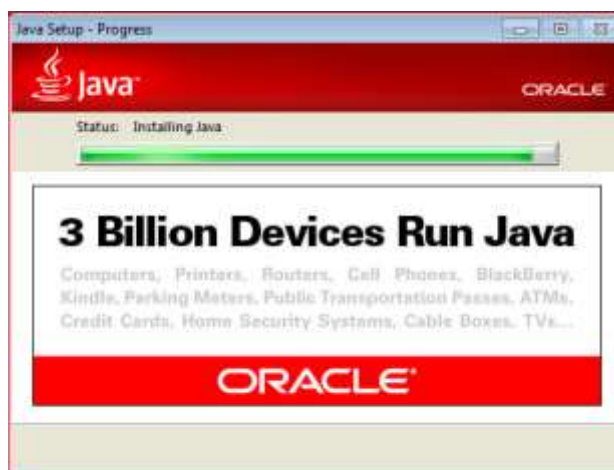 Java Setup - Progress
Java
ORACLE
Status: Installing Java
3 Billion Devices Run Java
Computers, Printers, Routers, Cell Phones, BlackBerry,
Kindle, Parking Meters, Public Transportation Passes, ATMs,
Credit Cards, Home Security Systems, Cable Boxes, TVs...
ORACLE